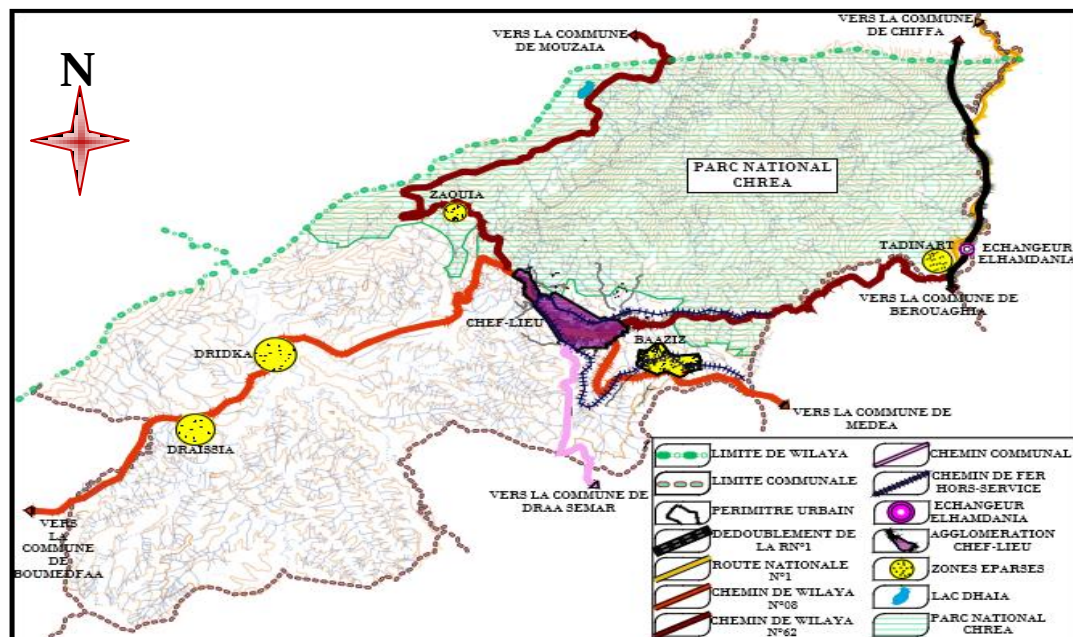 VERS LA COMMUNE
DE MOUZAIA
VERS LA COMMUNE
DE CHIFFA
N
PARC NATIONAL
CHREA
ZAOUIA
TADINART
ECHANGEUR
ELHAMDANIA
VERS LA COMMUNE DE
BEROUAGHIA
CHEF-LIEU
BAAZIZ
DRIDKA
DRAISSIA
VERS LA COMMUNE DE
MEDEA
VERS LA COMMUNE DE
DRAA SEMAR
VERS
LA
COMMUNE
DE
BOUMEDFAA
LIMITE DE WILAYA
LIMITE COMMUNALE
PERIMITRE URBAIN
DEDOUBLEMENT DE
LA RN°1
ROUTE NATIONALE
N°1
CHEMIN DE WILAYA
N°08
CHEMIN DE WILAYA
N°62
CHEMIN COMMUNAL
CHEMIN DE FER
HORS-SERVICE
ECHANGEUR
ELHAMDANIA
AGGLOMERATION
CHEF-LIEU
ZONES EPARSES
LAC DHAIA
PARC NATIONAL
CHREA